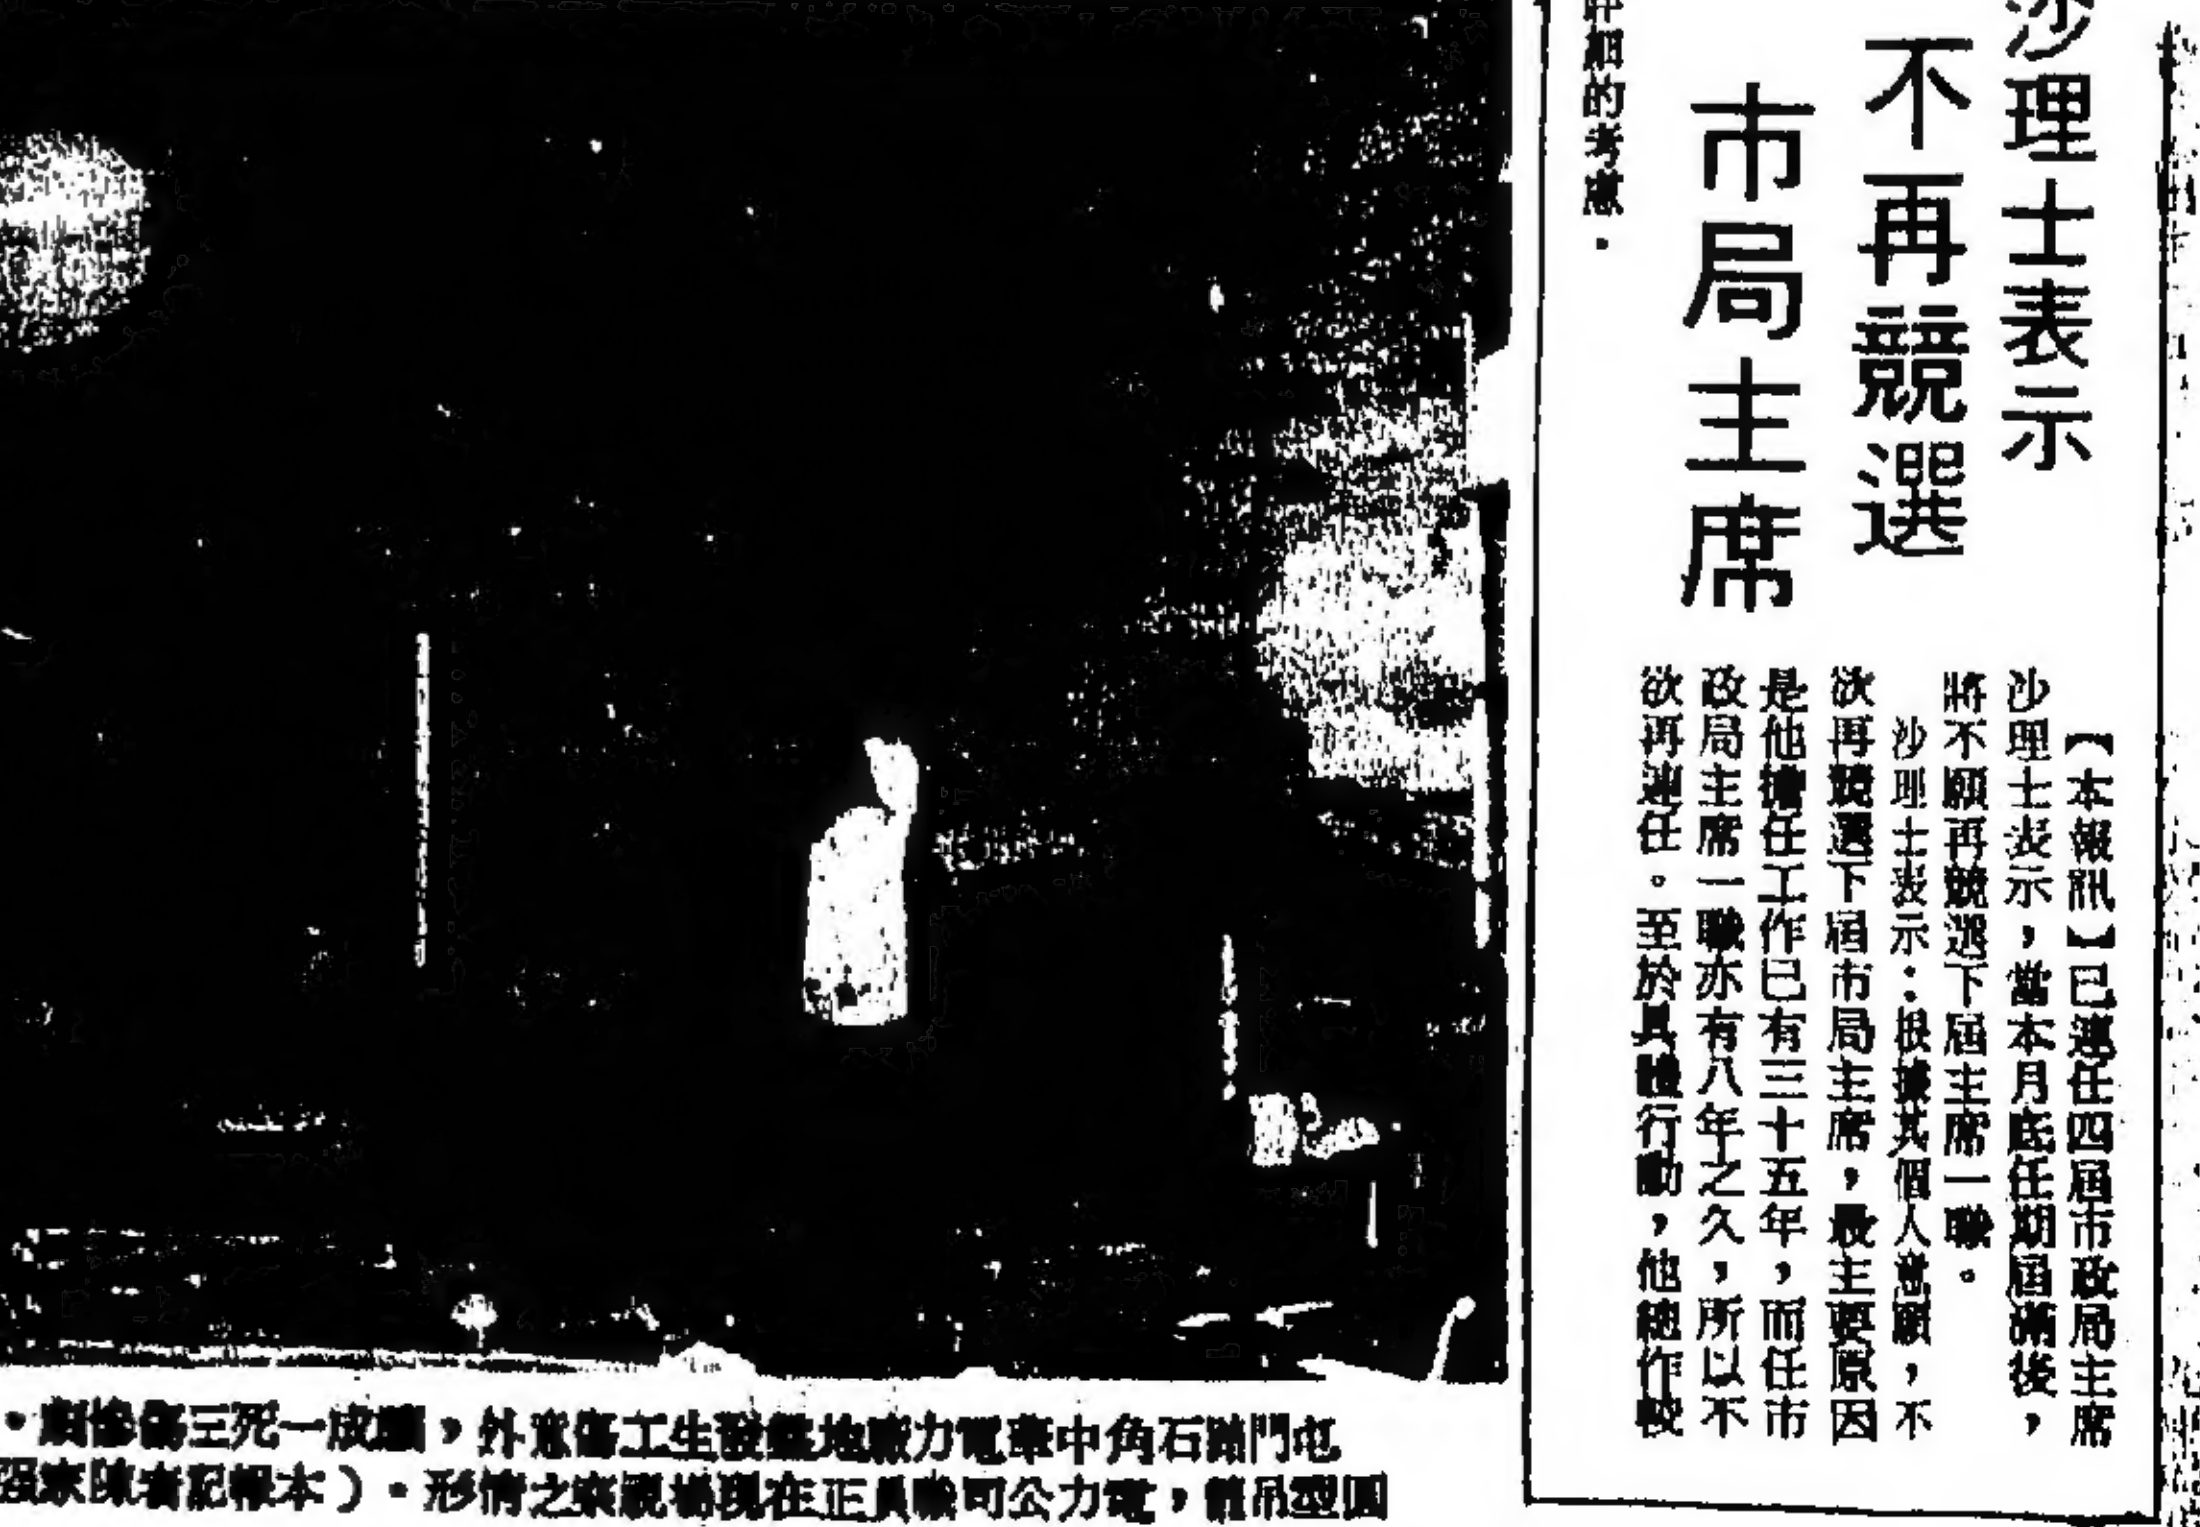 沙理士表示
不再競選
市局主席
【本報訊】已連任四屆市政局主席
沙理士表示，當本月底任期屆滿後，
將不願再競選下屆主席一職。
沙理士表示：根據其個人意願，不
欲再競選下屆市局主席，最主要原因
是他擔任工作已有三十五年，而任市
政局主席一職亦有八年之久，所以不
欲再連任。至於具體行動，他總作較
詳細的考慮．
屯門踏石角中華電力廠地盤發生工傷意外，釀成一死三傷慘劇．
圓型吊籠，電力公司職員正在現場視察之情形．（本報記者陳家強